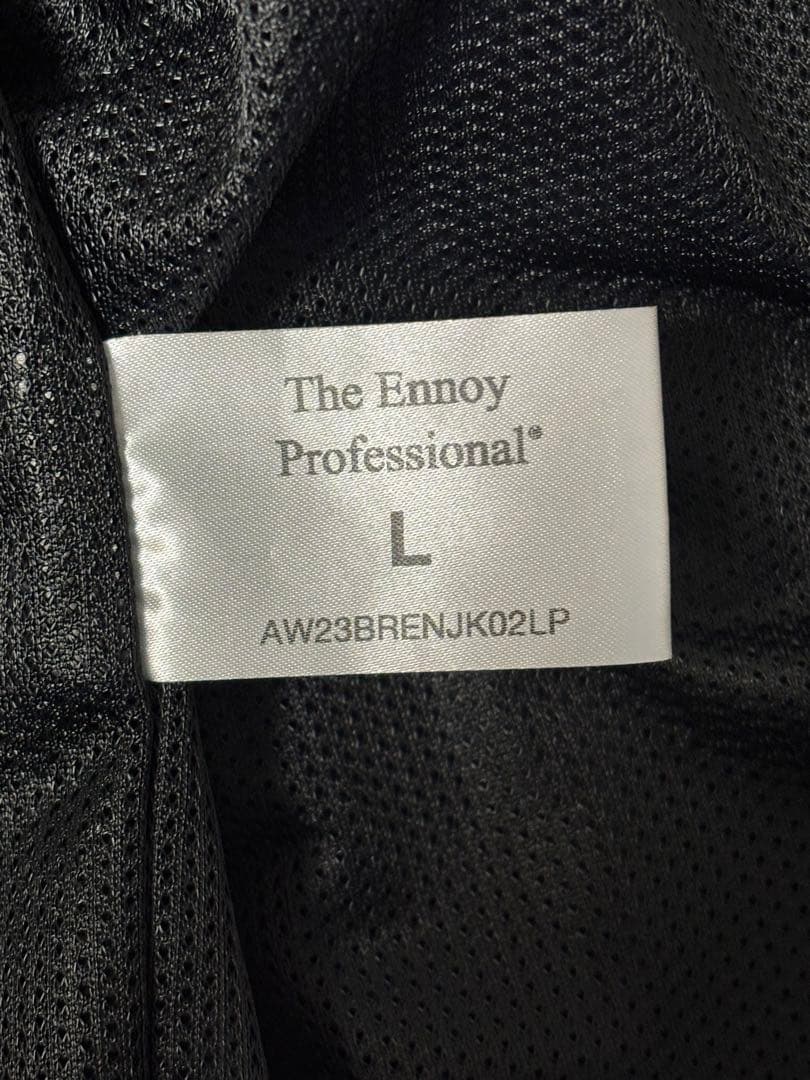 The Ennoy
Professional®
L
AW23BRENJK02LP